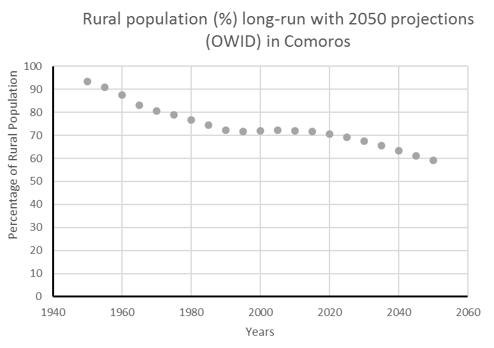 Rural population (%) long-run with 2050 projections
(OWID) in Comoros
Percentage of Rural Population
100
90
80
70
60
50
40
30
20
10
0
1940 1960 1980 2000 2020 2040 2060
Years